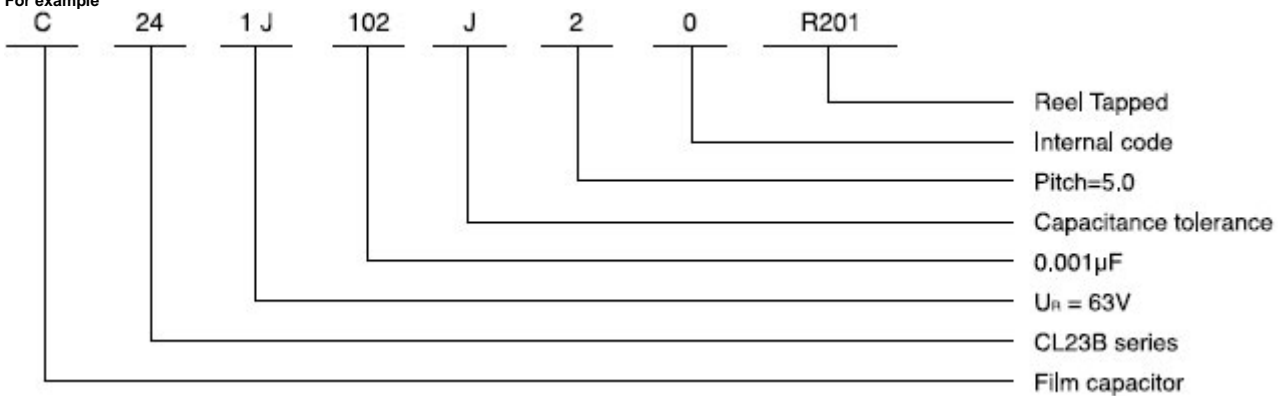 For example
C 24 1 J 102 J 2 0 R201
Reel Tapped
Internal code
Pitch=5.0
Capacitance tolerance
0.001µF
UR = 63V
CL23B series
Film capacitor